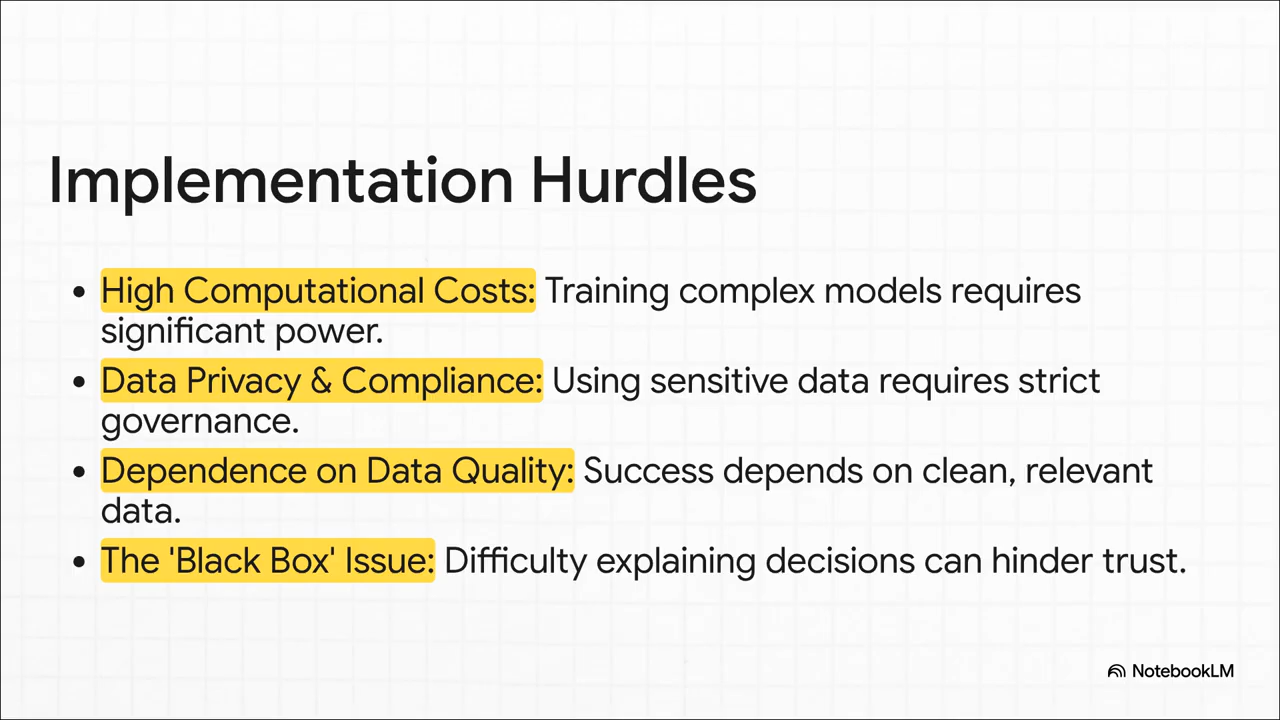 Implementation Hurdles
• High Computational Costs: Training complex models requires
significant power.
• Data Privacy & Compliance: Using sensitive data requires strict
governance.
• Dependence on Data Quality: Success depends on clean, relevant
data.
• The 'Black Box' Issue: Difficulty explaining decisions can hinder trust.
NotebookLM